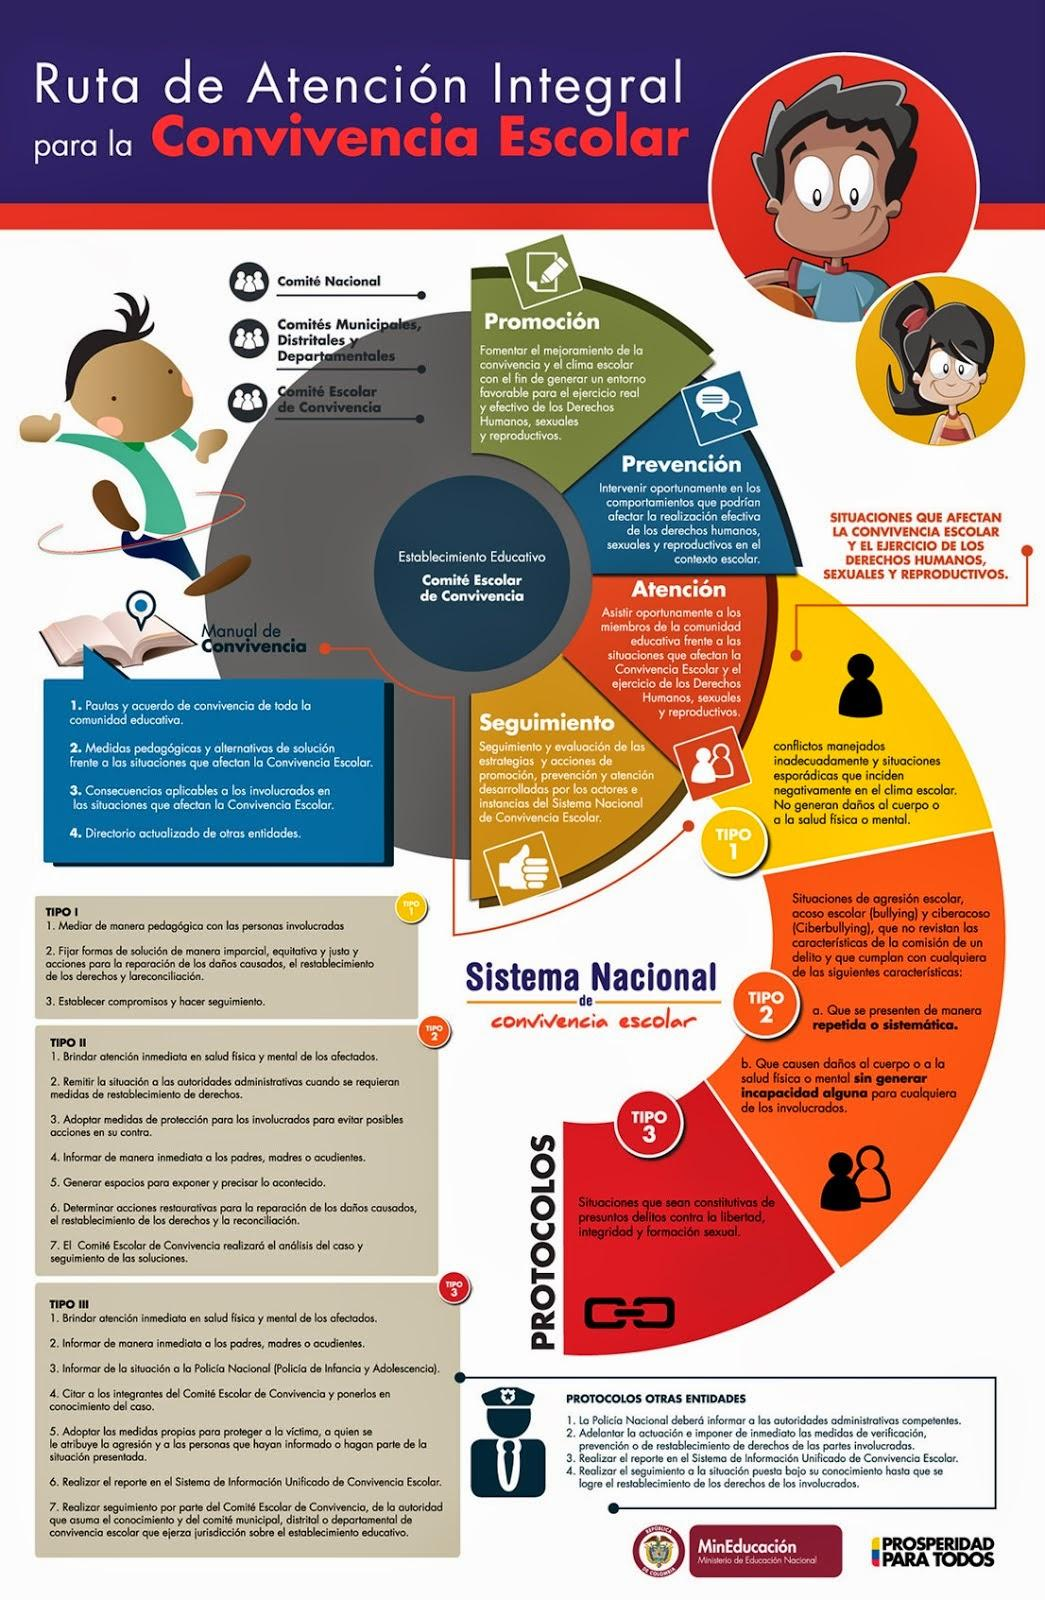 Ruta de Atención Integral
para la Convivencia Escolar
Comité Nacional
Comités Municipales,
Distritales y
Departamentales
Comité Escolar
de Convivencia
Promoción
Fomentar el mejoramiento de la
convivencia y el clima escolar
con el fin de generar un entorno
favorable para el ejercicio real
y efectivo de los Derechos
Humanos, sexuales
y reproductivos.
Prevención
Intervenir oportunamente en los
comportamientos que podrían
afectar la realización efectiva
de los derechos humanos,
sexuales y reproductivos en el
contexto escolar.
Establecimiento Educativo
Comité Escolar
de Convivencia
Atención
Asistir oportunamente a los
miembros de la comunidad
educativa frente a las
situaciones que afectan la
Convivencia Escolar y el
ejercicio de los Derechos
Humanos, sexuales
y reproductivos.
Seguimiento
Seguimiento y evaluación de las
estrategias y acciones de
promoción, prevención y atención
desarrolladas por los actores e
instancias del Sistema Nacional
de Convivencia Escolar.
SITUACIONES QUE AFECTAN
LA CONVIVENCIA ESCOLAR
Y EL EJERCICIO DE LOS
DERECHOS HUMANOS,
SEXUALES Y REPRODUCTIVOS.
Manual de
Convivencia
1. Pautas y acuerdo de convivencia de toda la
comunidad educativa.
2. Medidas pedagógicas y alternativas de solución
frente a las situaciones que afectan la Convivencia Escolar.
3. Consecuencias aplicables a los involucrados en
las situaciones que afectan la Convivencia Escolar.
4. Directorio actualizado de otras entidades.
conflictos manejados
inadecuadamente y situaciones
esporádicas que inciden
negativamente en el clima escolar.
No generan daños al cuerpo o
a la salud física o mental.
TIPO
1
Situaciones de agresión escolar,
acoso escolar (bullying) y ciberacoso
(Ciberbullying), que no revistan las
características de la comisión de un
delito y que cumplan con cualquiera
de las siguientes características:
TIPO
2
a. Que se presenten de manera
repetida o sistemática.
b. Que causen daños al cuerpo o a la
salud física o mental sin generar
incapacidad alguna para cualquiera
de los involucrados.
TIPO
3
Situaciones que sean constitutivas de
presuntos delitos contra la libertad,
integridad y formación sexual.
PROTOCOLOS
Sistema Nacional
de
convivencia escolar
TIPO
1
TIPO I
1. Mediar de manera pedagógica con las personas involucradas
2. Fijar formas de solución de manera imparcial, equitativa y justa y
acciones para la reparación de los daños causados, el restablecimiento
de los derechos y lareconciliación.
3. Establecer compromisos y hacer seguimiento.
TIPO
2
TIPO II
1. Brindar atención inmediata en salud física y mental de los afectados.
2. Remitir la situación a las autoridades administrativas cuando se requieran
medidas de restablecimiento de derechos.
3. Adoptar medidas de protección para los involucrados para evitar posibles
acciones en su contra.
4. Informar de manera inmediata a los padres, madres o acudientes.
5. Generar espacios para exponer y precisar lo acontecido.
6. Determinar acciones restaurativas para la reparación de los daños causados,
el restablecimiento de los derechos y la reconciliación.
7. El Comité Escolar de Convivencia realizará el análisis del caso y
seguimiento de las soluciones.
TIPO
3
TIPO III
1. Brindar atención inmediata en salud física y mental de los afectados.
2. Informar de manera inmediata a los padres, madres o acudientes.
3. Informar de la situación a la Policía Nacional (Policía de Infancia y Adolescencia).
4. Citar a los integrantes del Comité Escolar de Convivencia y ponerlos en
conocimiento del caso.
5. Adoptar las medidas propias para proteger a la víctima, a quien se
le atribuye la agresión y a las personas que hayan informado o hagan parte de la
situación presentada.
6. Realizar el reporte en el Sistema de Información Unificado de Convivencia Escolar.
7. Realizar seguimiento por parte del Comité Escolar de Convivencia, de la autoridad
que asuma el conocimiento y del comité municipal, distrital o departamental de
convivencia escolar que ejerza jurisdicción sobre el establecimiento educativo.
PROTOCOLOS OTRAS ENTIDADES
1. La Policía Nacional deberá informar a las autoridades administrativas competentes.
2. Adelantar la actuación e imponer de inmediato las medidas de verificación,
prevención o de restablecimiento de derechos de las partes involucradas.
3. Realizar el reporte en el Sistema de Información Unificado de Convivencia Escolar.
4. Realizar el seguimiento a la situación puesta bajo su conocimiento hasta que se
logre el restablecimiento de los derechos de los involucrados.
REPÚBLICA
DE COLOMBIA
MinEducación
Ministerio de Educación Nacional
PROSPERIDAD
PARA TODOS